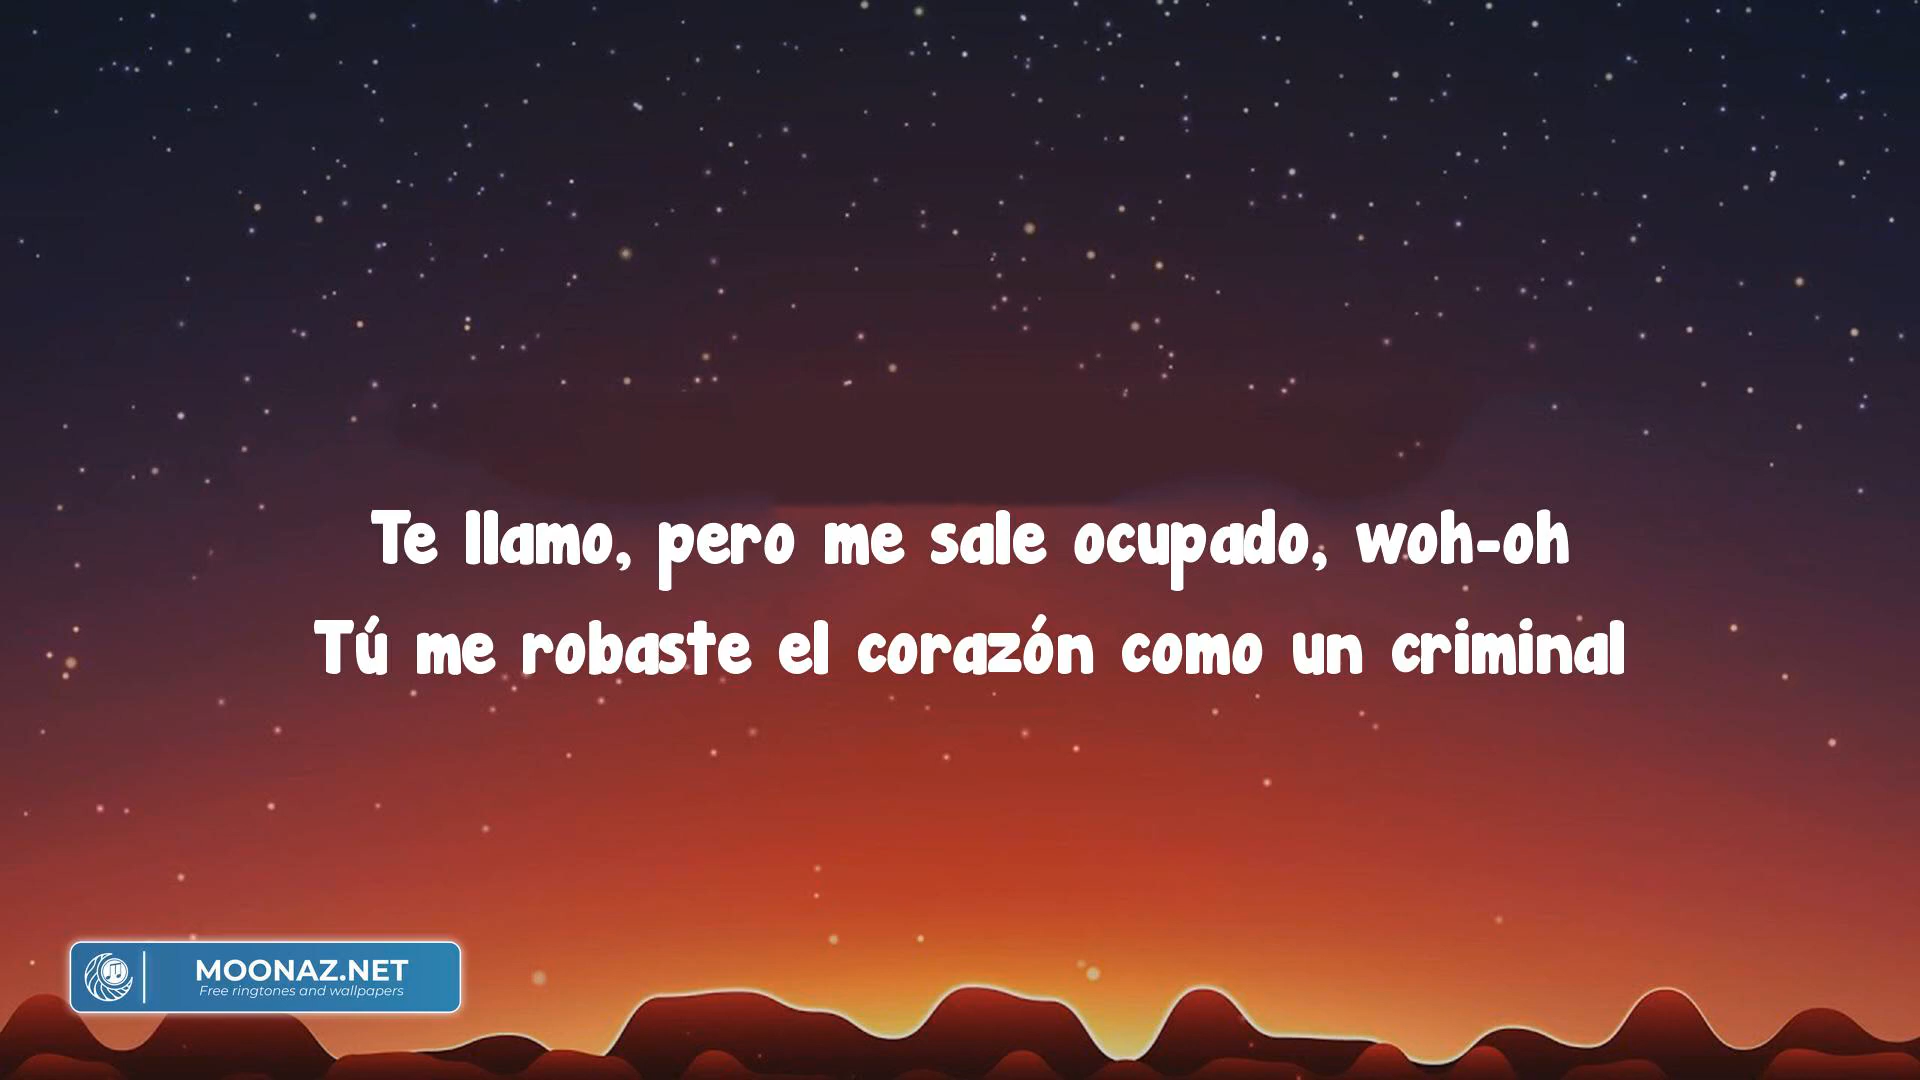 Te llamo, pero me sale ocupado, woh-oh
Tú me robaste el corazón como un criminal
MOONAZ.NET
Free ringtones and wallpapers